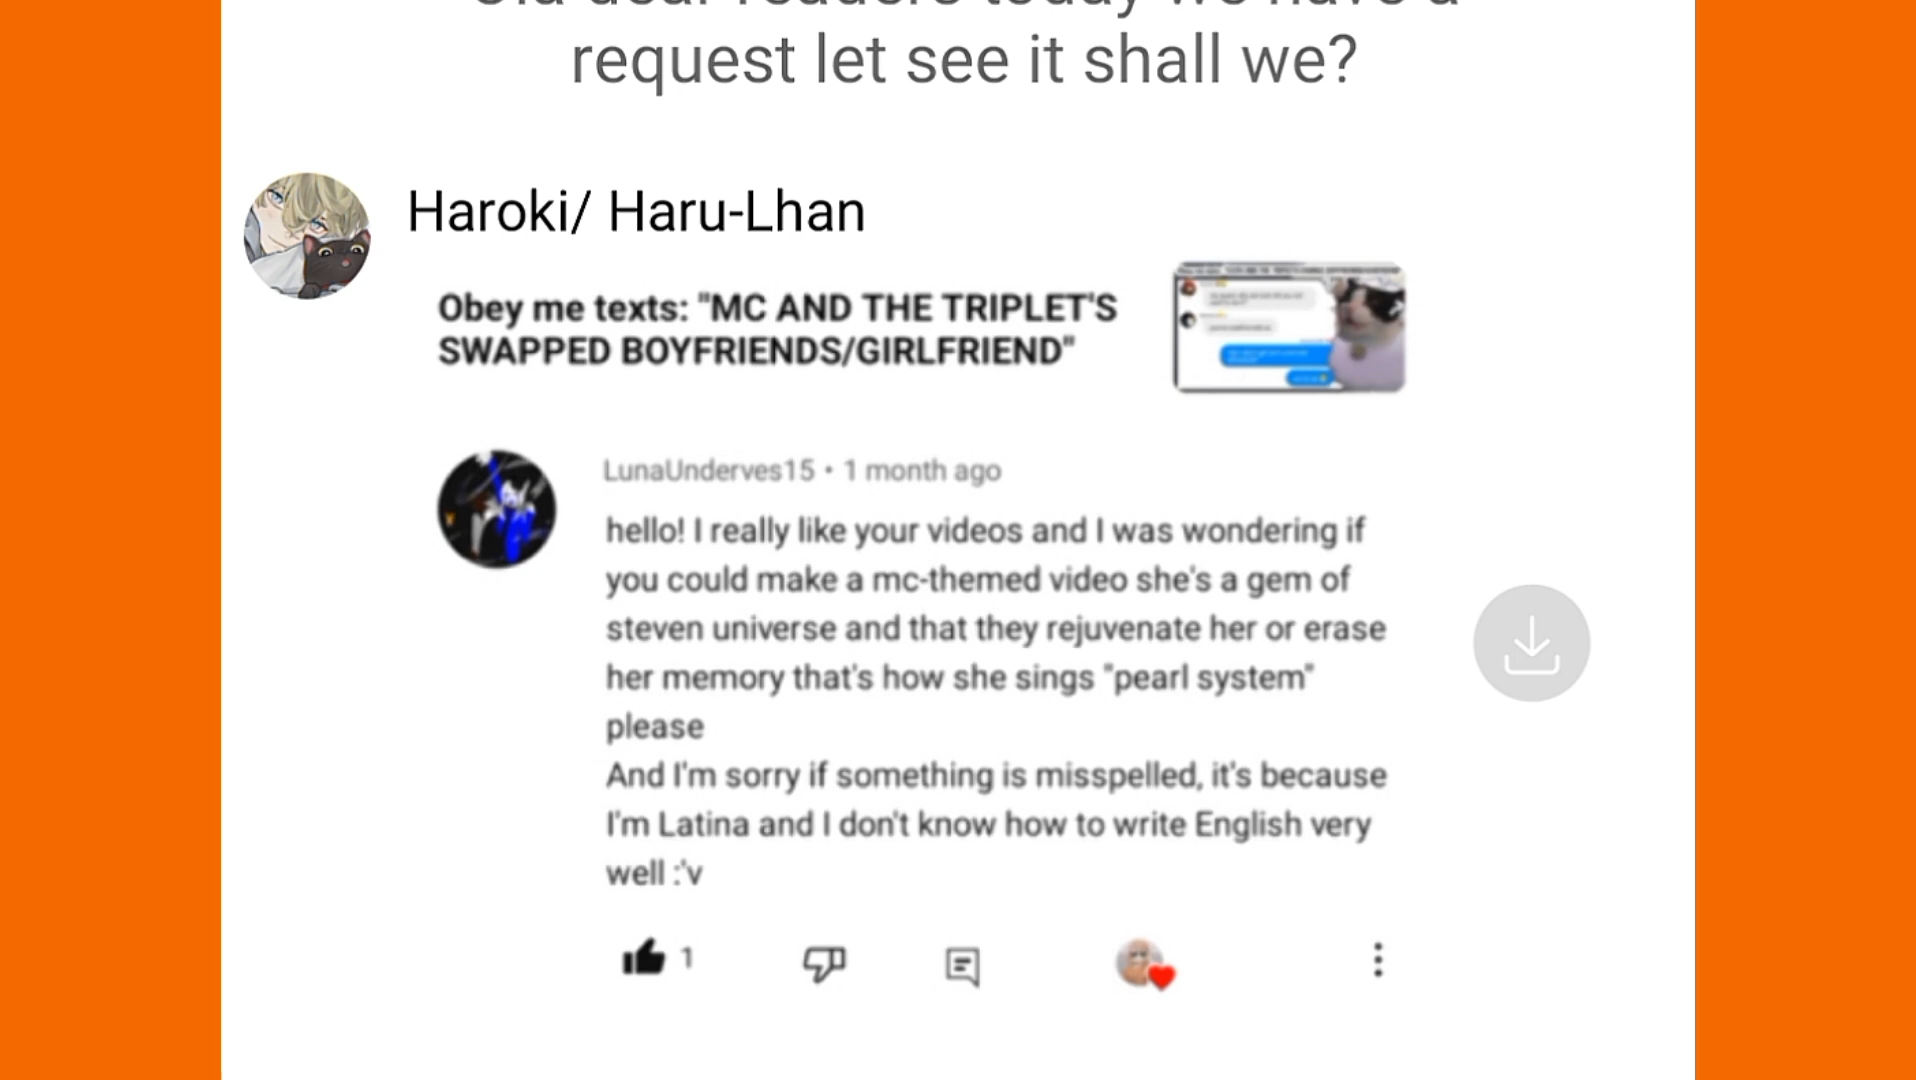 request let see it shall we?
Haroki/ Haru-Lhan
Obey me texts: "MC AND THE TRIPLET'S
SWAPPED BOYFRIENDS/GIRLFRIEND"
LunaUnderves15 • 1 month ago
hello! I really like your videos and I was wondering if
you could make a mc-themed video she's a gem of
steven universe and that they rejuvenate her or erase
her memory that's how she sings "pearl system"
please
And I'm sorry if something is misspelled, it's because
I'm Latina and I don't know how to write English very
well :'v
1